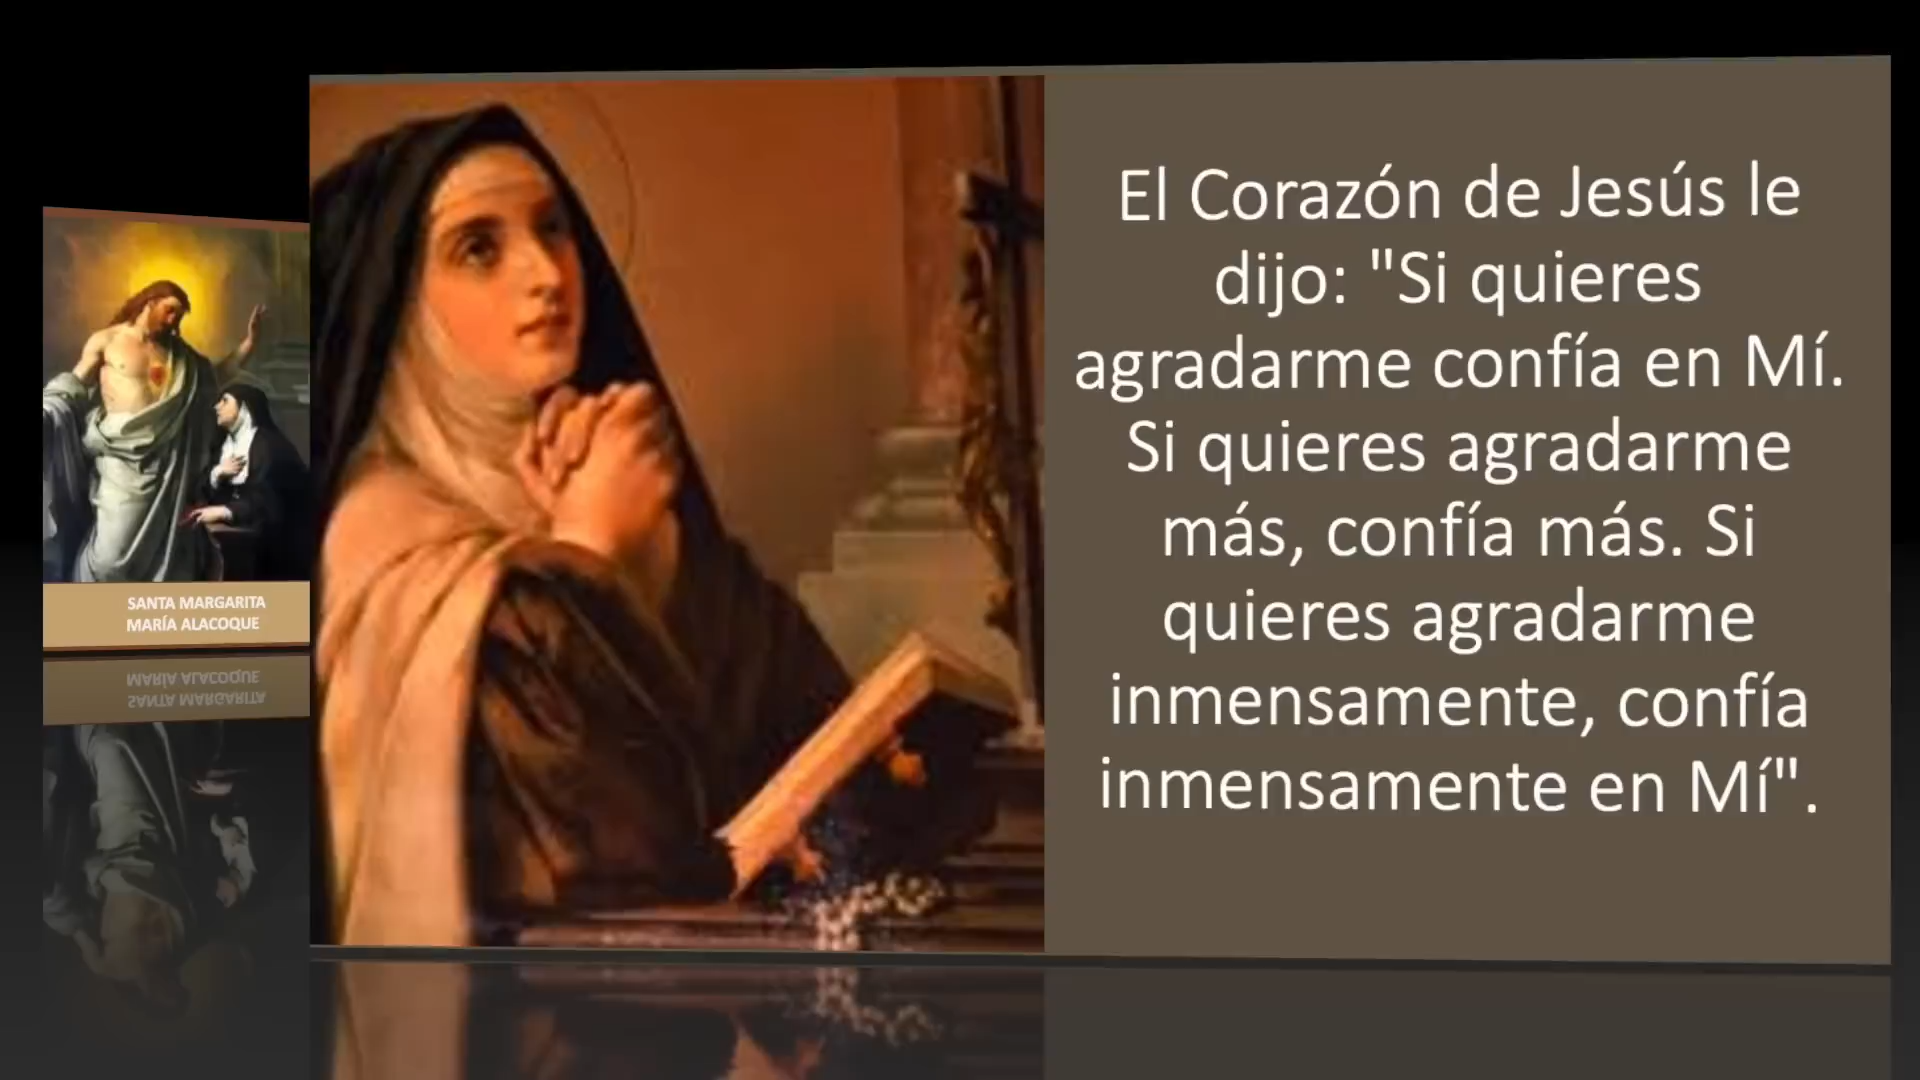 SANTA MARGARITA
MARÍA ALACOQUE
El Corazón de Jesús le
dijo: "Si quieres
agradarme confía en Mí.
Si quieres agradarme
más, confía más. Si
quieres agradarme
inmensamente, confía
inmensamente en Mí".